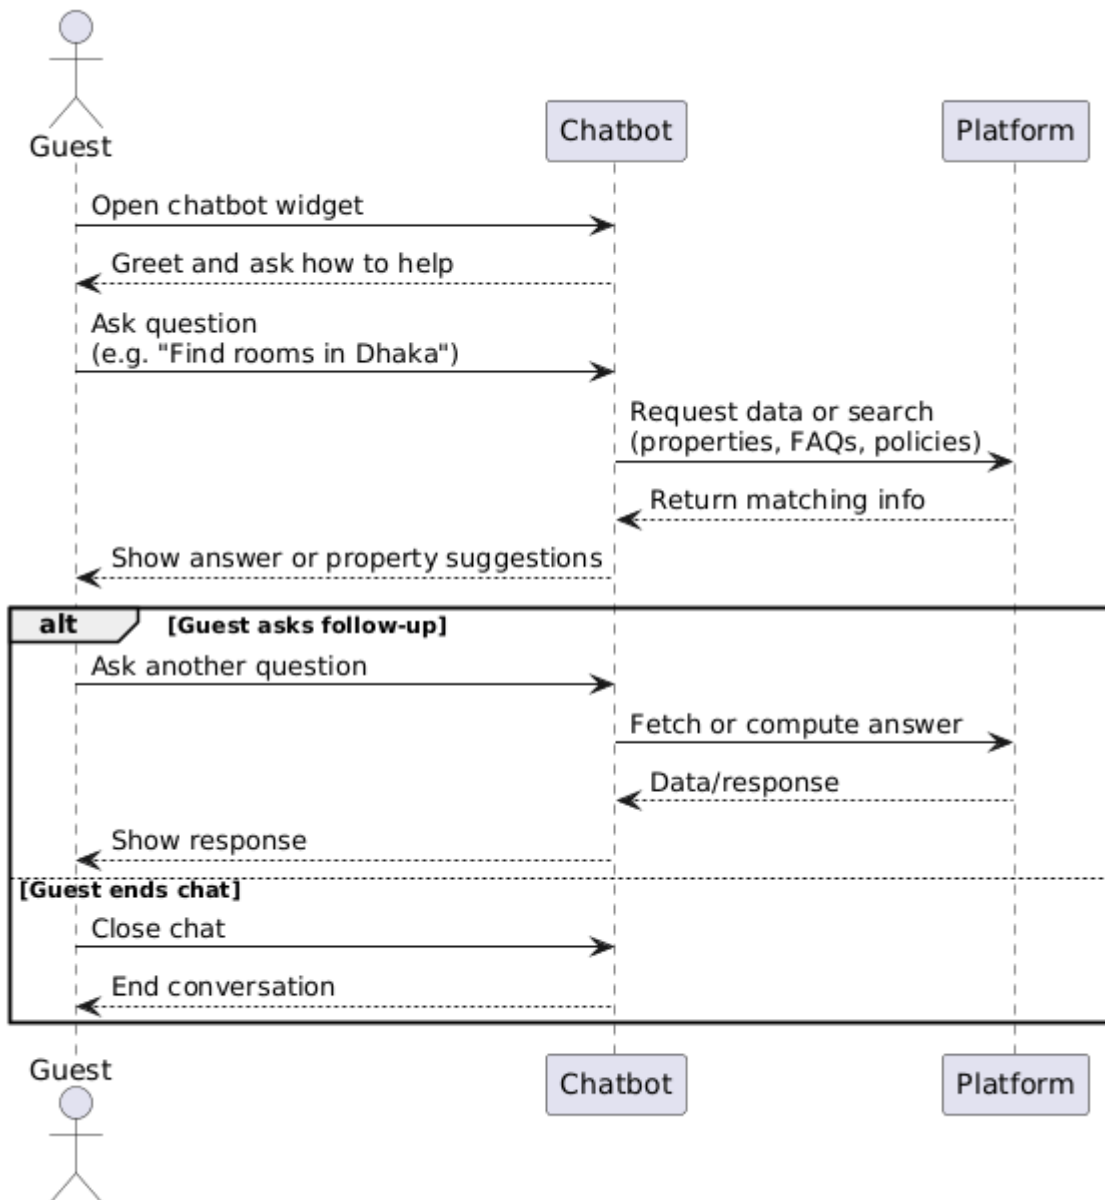 Guest
Chatbot
Platform
Open chatbot widget
Greet and ask how to help
Ask question
(e.g. "Find rooms in Dhaka")
Request data or search
(properties, FAQs, policies)
Return matching info
Show answer or property suggestions
alt
[Guest asks follow-up]
Ask another question
Fetch or compute answer
Data/response
Show response
[Guest ends chat]
Close chat
End conversation
Guest
Chatbot
Platform